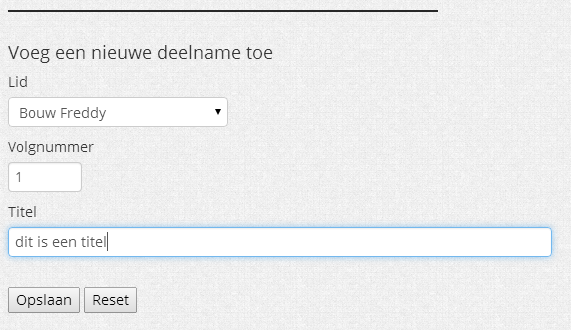 Voeg een nieuwe deelname toe
Lid
Bouw Freddy
Volgnummer
1
Titel
dit is een titel
Opslaan Reset